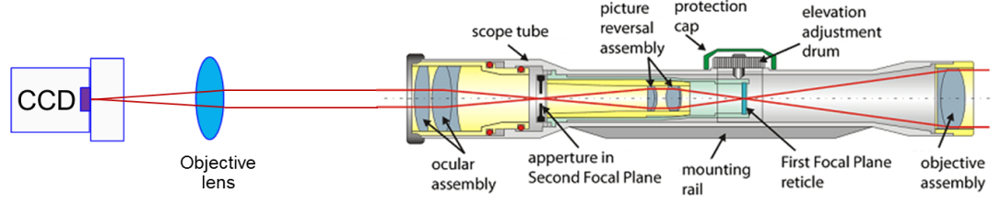 CCD
Objective
lens
scope tube
picture
reversal
assembly
protection
cap
elevation
adjustment
drum
ocular
assembly
apperture in
Second Focal Plane
mounting
rail
First Focal Plane
reticle
objective
assembly